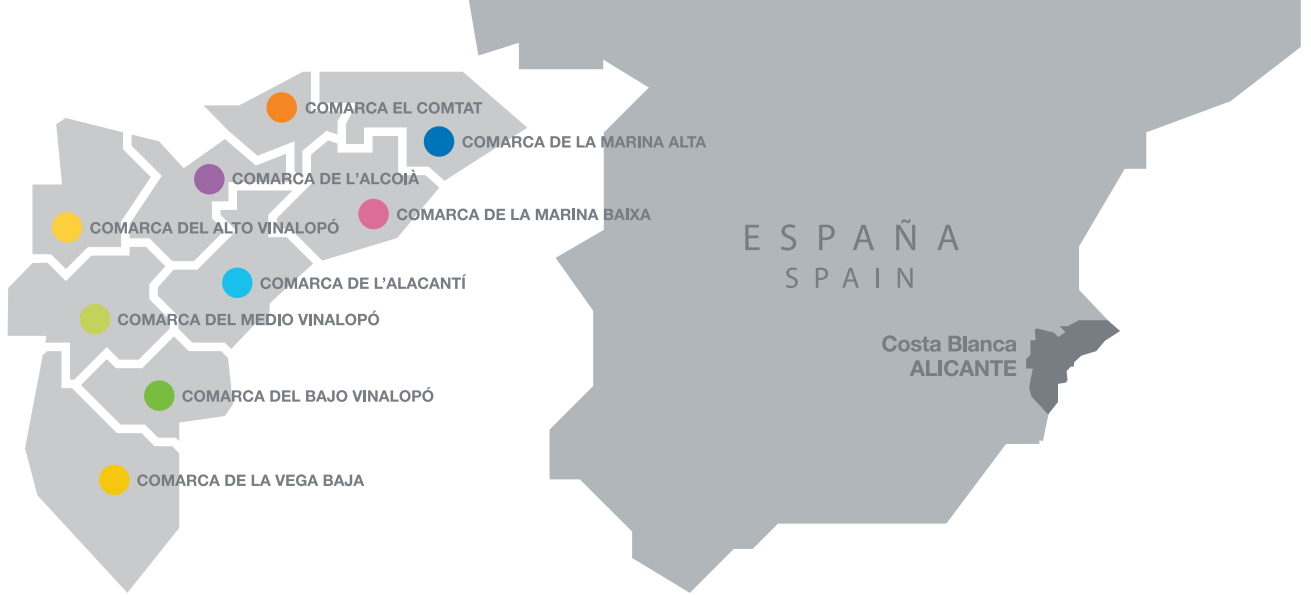 COMARCA EL COMTAT
COMARCA DE LA MARINA ALTA
COMARCA DE L'ALCOIÀ
COMARCA DE LA MARINA BAIXA
COMARCA DEL ALTO VINALOPÓ
COMARCA DE L'ALACANTÍ
COMARCA DEL MEDIO VINALOPÓ
COMARCA DEL BAJO VINALOPÓ
COMARCA DE LA VEGA BAJA
ESPAÑA
SPAIN
Costa Blanca
ALICANTE